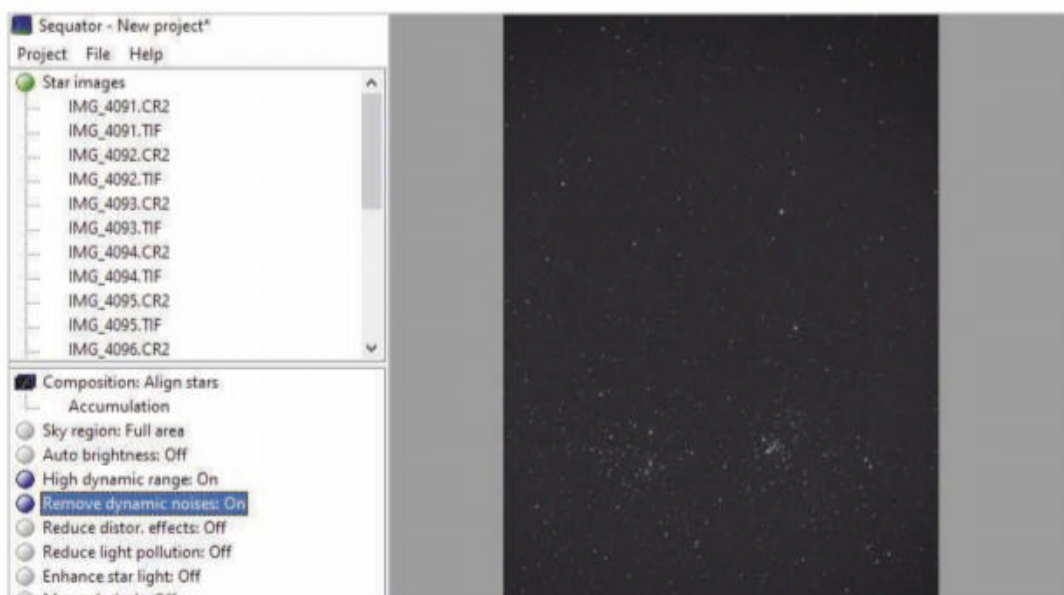 Sequator - New project*
Project File Help
Star images
IMG_4091.CR2
IMG_4091.TIF
IMG_4092.CR2
IMG_4092.TIF
IMG_4093.CR2
IMG_4093.TIF
IMG_4094.CR2
IMG_4094.TIF
IMG_4095.CR2
IMG_4095.TIF
IMG_4096.CR2
Composition: Align stars
Accumulation
Sky region: Full area
Auto brightness: Off
High dynamic range: On
Remove dynamic noises: On
Reduce distor. effects: Off
Reduce light pollution: Off
Enhance star light: Off